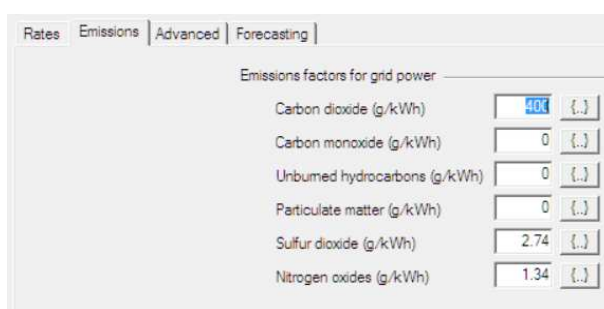 Rates Emissions Advanced Forecasting
Emissions factors for grid power
Carbon dioxide (g/kWh) 400 {..}
Carbon monoxide (g/kWh) 0 {..}
Unburned hydrocarbons (g/kWh) 0 {..}
Particulate matter (g/kWh) 0 {..}
Sulfur dioxide (g/kWh) 2.74 {..}
Nitrogen oxides (g/kWh) 1.34 {..}